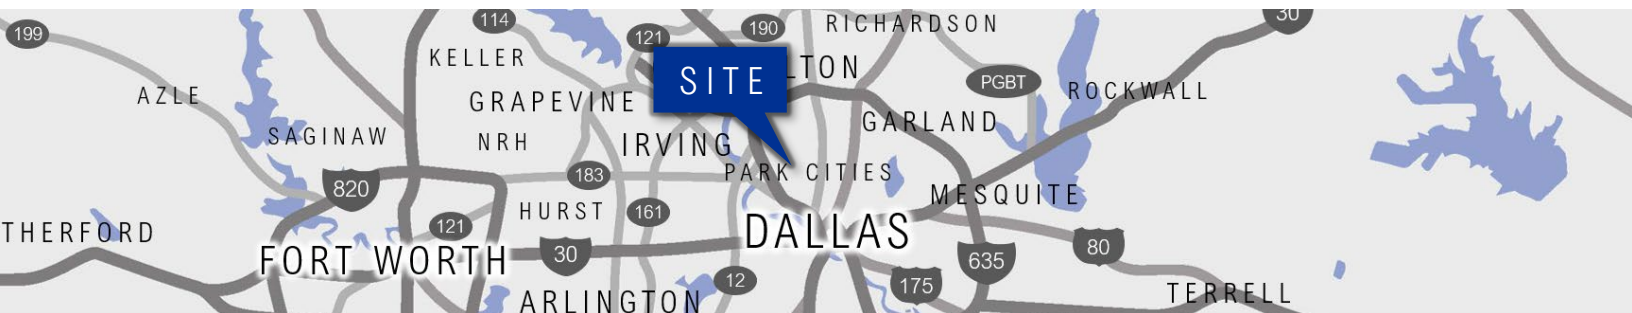 114
30
199
121
190
RICHARDSON
KELLER
SITE
LTON
PGBT
ROCKWALL
AZLE
GRAPEVINE
GARLAND
SAGINAW
NRH
IRVING
PARK CITIES
183
820
MESQUITE
HURST
161
121
THERFORD
DALLAS
FORT WORTH
30
80
635
12
175
ARLINGTON
TERRELL